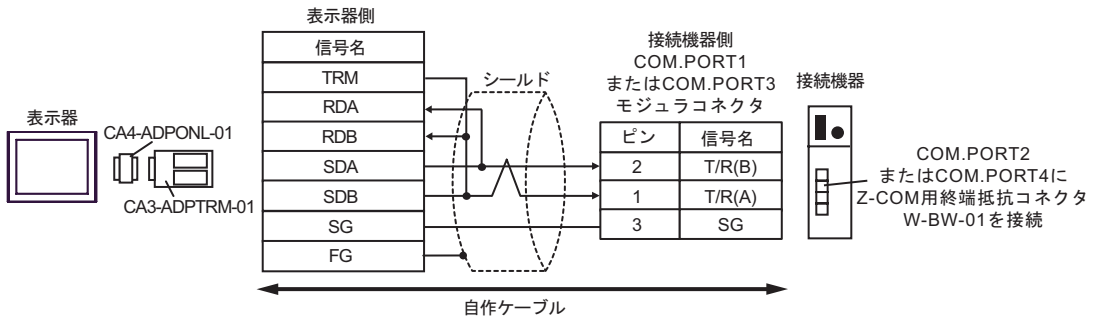 表示器
CA4-ADPONL-01
CA3-ADPTRM-01
表示器側
信号名
TRM
RDA
RDB
SDA
SDB
SG
FG
シールド
接続機器側
COM.PORT1
またはCOM.PORT3
モジュラコネクタ
ピン 信号名
2 T/R(B)
1 T/R(A)
3 SG
接続機器
COM.PORT2
またはCOM.PORT4に
Z-COM用終端抵抗コネクタ
W-BW-01を接続
自作ケーブル